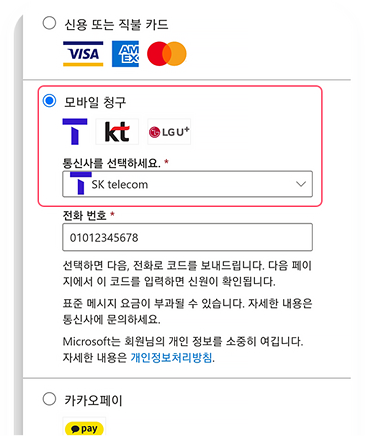 신용 또는 직불 카드
VISA AM EX
모바일 청구
T kt LG U+
통신사를 선택하세요. *
T SK telecom
전화 번호 *
01012345678
선택하면 다음, 전화로 코드를 보내드립니다. 다음 페이
지에서 이 코드를 입력하면 신원이 확인됩니다.
표준 메시지 요금이 부과될 수 있습니다. 자세한 내용은
통신사에 문의하세요.
Microsoft는 회원님의 개인 정보를 소중히 여깁니다.
자세한 내용은 개인정보처리방침.
카카오페이
pay